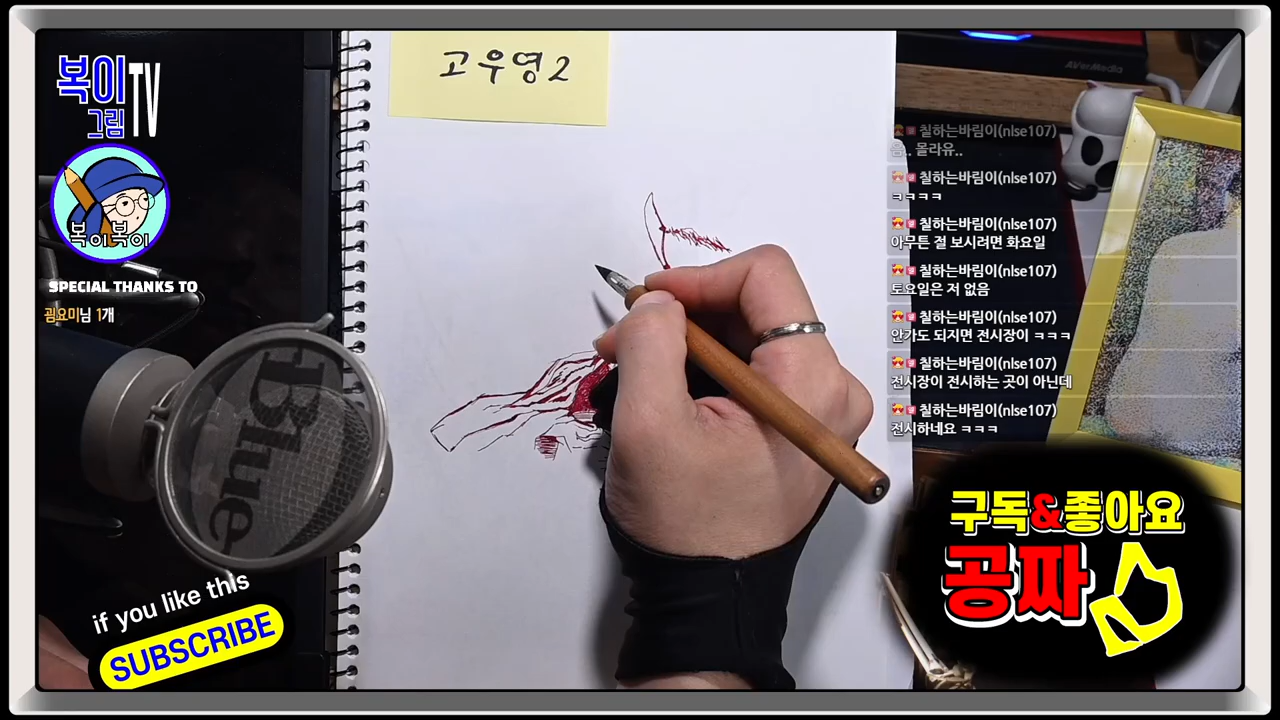 복이TV
그림
복이복이
SPECIAL THANKS TO
굄요미님 1개
Blue
if you like this
SUBSCRIBE
고우영2
AVerMedia
칠하는바림이(nlse107)
음.. 몰라유..
칠하는바림이(nlse107)
ㅋㅋㅋㅋ
칠하는바림이(nlse107)
아무튼 절 보시려면 화요일
칠하는바림이(nlse107)
토요일은 저 없음
칠하는바림이(nlse107)
안가도 되지면 전시장이 ㅋㅋㅋ
칠하는바림이(nlse107)
전시장이 전시하는 곳이 아닌데
칠하는바림이(nlse107)
전시하네요 ㅋㅋㅋ
구독&좋아요
공짜